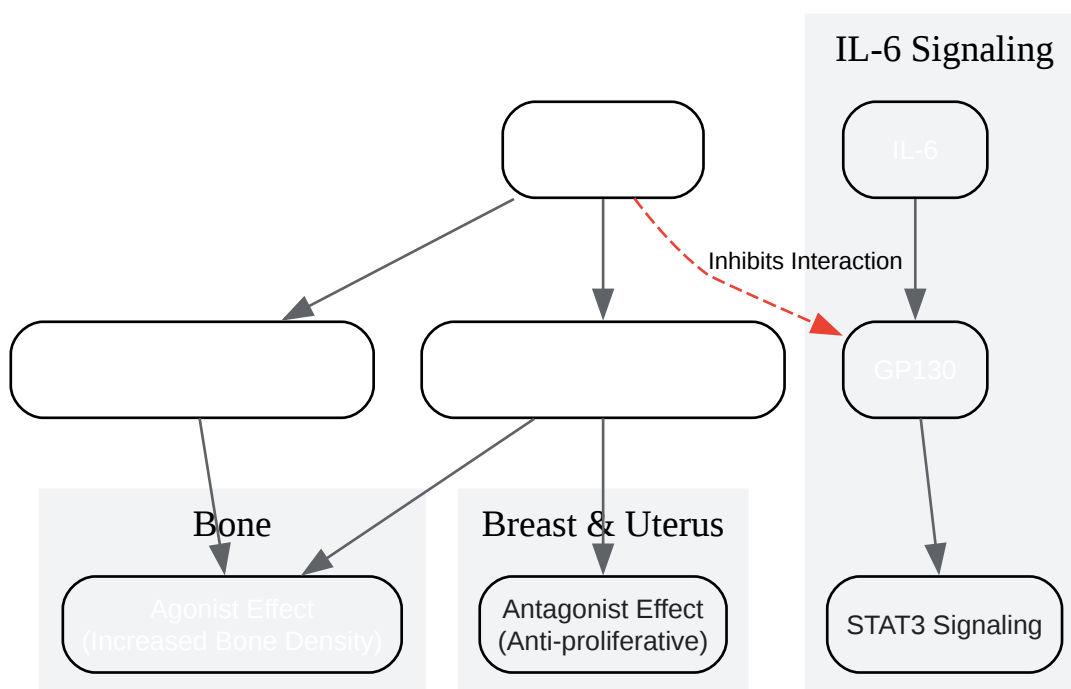 IL-6 Signaling
IL-6
Inhibits Interaction
GP130
Bone
Breast & Uterus
Agonist Effect
(Increased Bone Density)
Antagonist Effect
(Anti-proliferative)
STAT3 Signaling